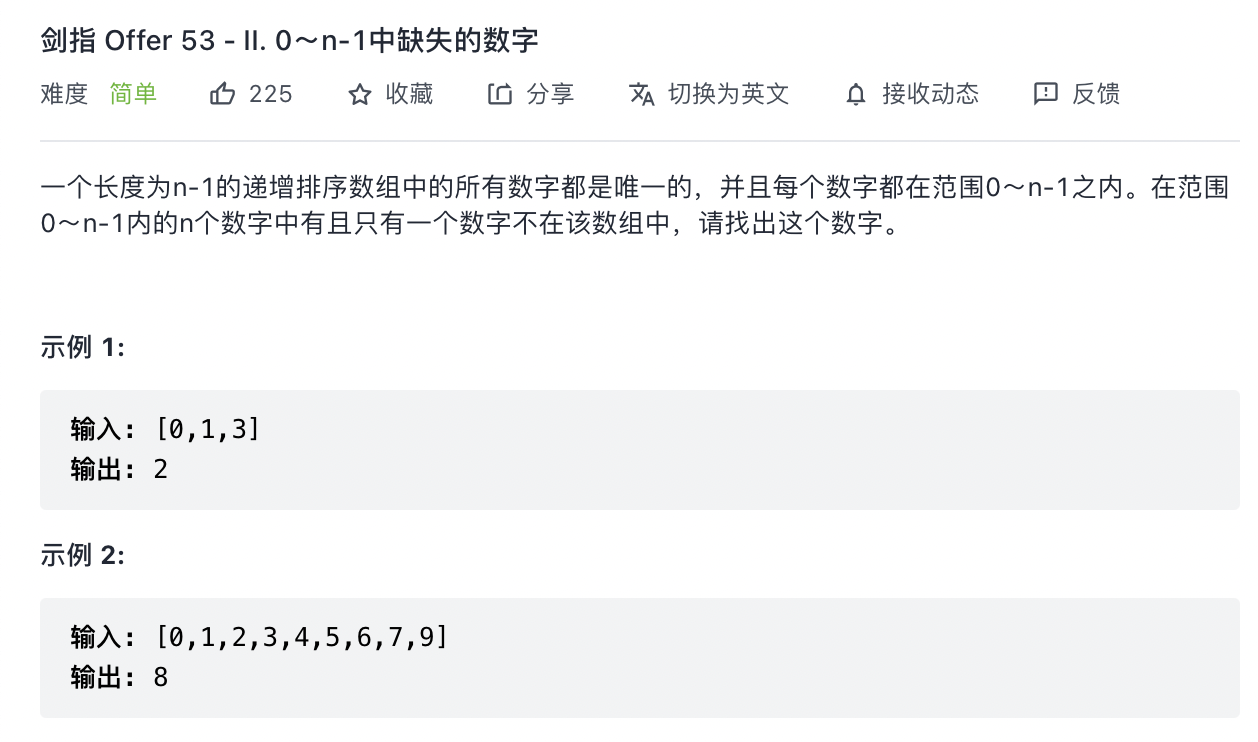 剑指 Offer 53 - II. 0～n-1中缺失的数字
难度 简单 225 收藏 分享 切换为英文 接收动态 反馈
一个长度为n-1的递增排序数组中的所有数字都是唯一的，并且每个数字都在范围0～n-1之内。在范围
0～n-1内的n个数字中有且只有一个数字不在该数组中，请找出这个数字。
示例 1:
输入: [0,1,3]
输出: 2
示例 2:
输入: [0,1,2,3,4,5,6,7,9]
输出: 8